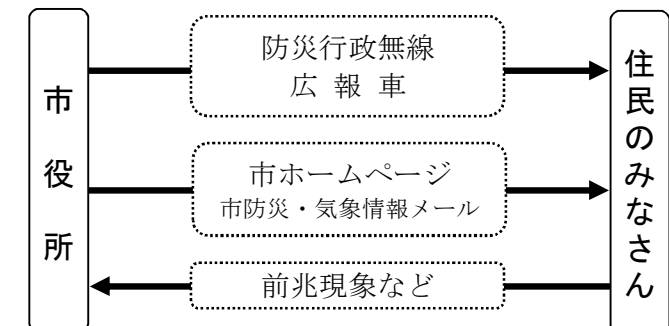 市役所
防災行政無線
広報車
市ホームページ
市防災・気象情報メール
前兆現象など
住民のみなさん